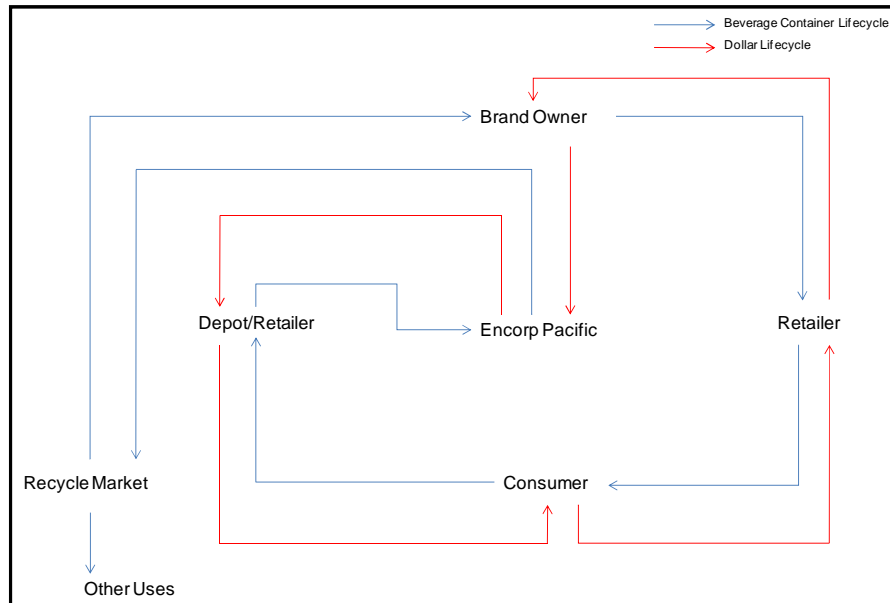 Beverage Container Lifecycle
Dollar Lifecycle
Brand Owner
Depot/Retailer
Encorp Pacific
Retailer
Recycle Market
Consumer
Other Uses